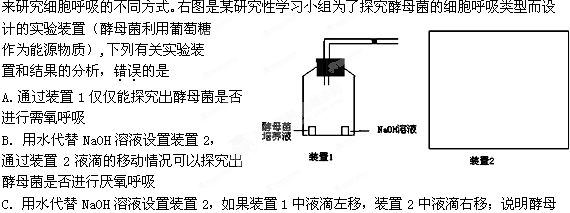 来研究细胞呼吸的不同方式。右图是某研究性学习小组为了探究酵母菌的细胞呼吸类型而设
计的实验装置（酵母菌利用葡萄糖
作为能源物质）,下列有关实验装
置和结果的分析，错误的是
A.通过装置1仅仅能探究出酵母菌是否
进行需氧呼吸
B. 用水代替NaOH溶液设置装置2，
通过装置2液滴的移动情况可以探究出
酵母菌是否进行厌氧呼吸
酵母菌
培养液
NaOH溶液
装置1
装置2
C. 用水代替NaOH溶液设置装置2，如果装置1中液滴左移，装置2中液滴右移；说明酵母